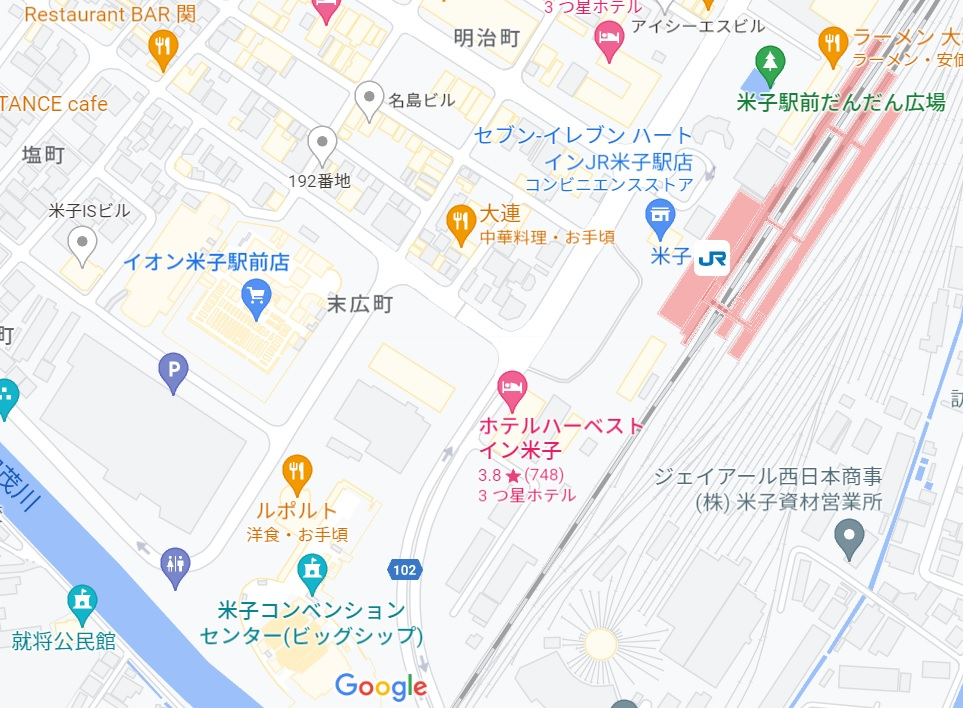 Restaurant BAR 関
3 つ星ホテル
アイシーエスビル
明治町
ラーメン 大
ラーメン・安価
TANCE cafe
名島ビル
米子駅前だんだん広場
塩町
192番地
セブン-イレブン ハート
インJR米子駅店
コンビニエンスストア
米子ISビル
大連
中華料理・お手頃
イオン米子駅前店
米子
JR
末広町
町
P
ホテルハーベスト
イン米子
3.8 ★ (748)
3 つ星ホテル
茂川
ジェイアール西日本商事
(株) 米子資材営業所
ルポルト
洋食・お手頃
102
米子コンベンション
センター(ビッグシップ)
就将公民館
Google